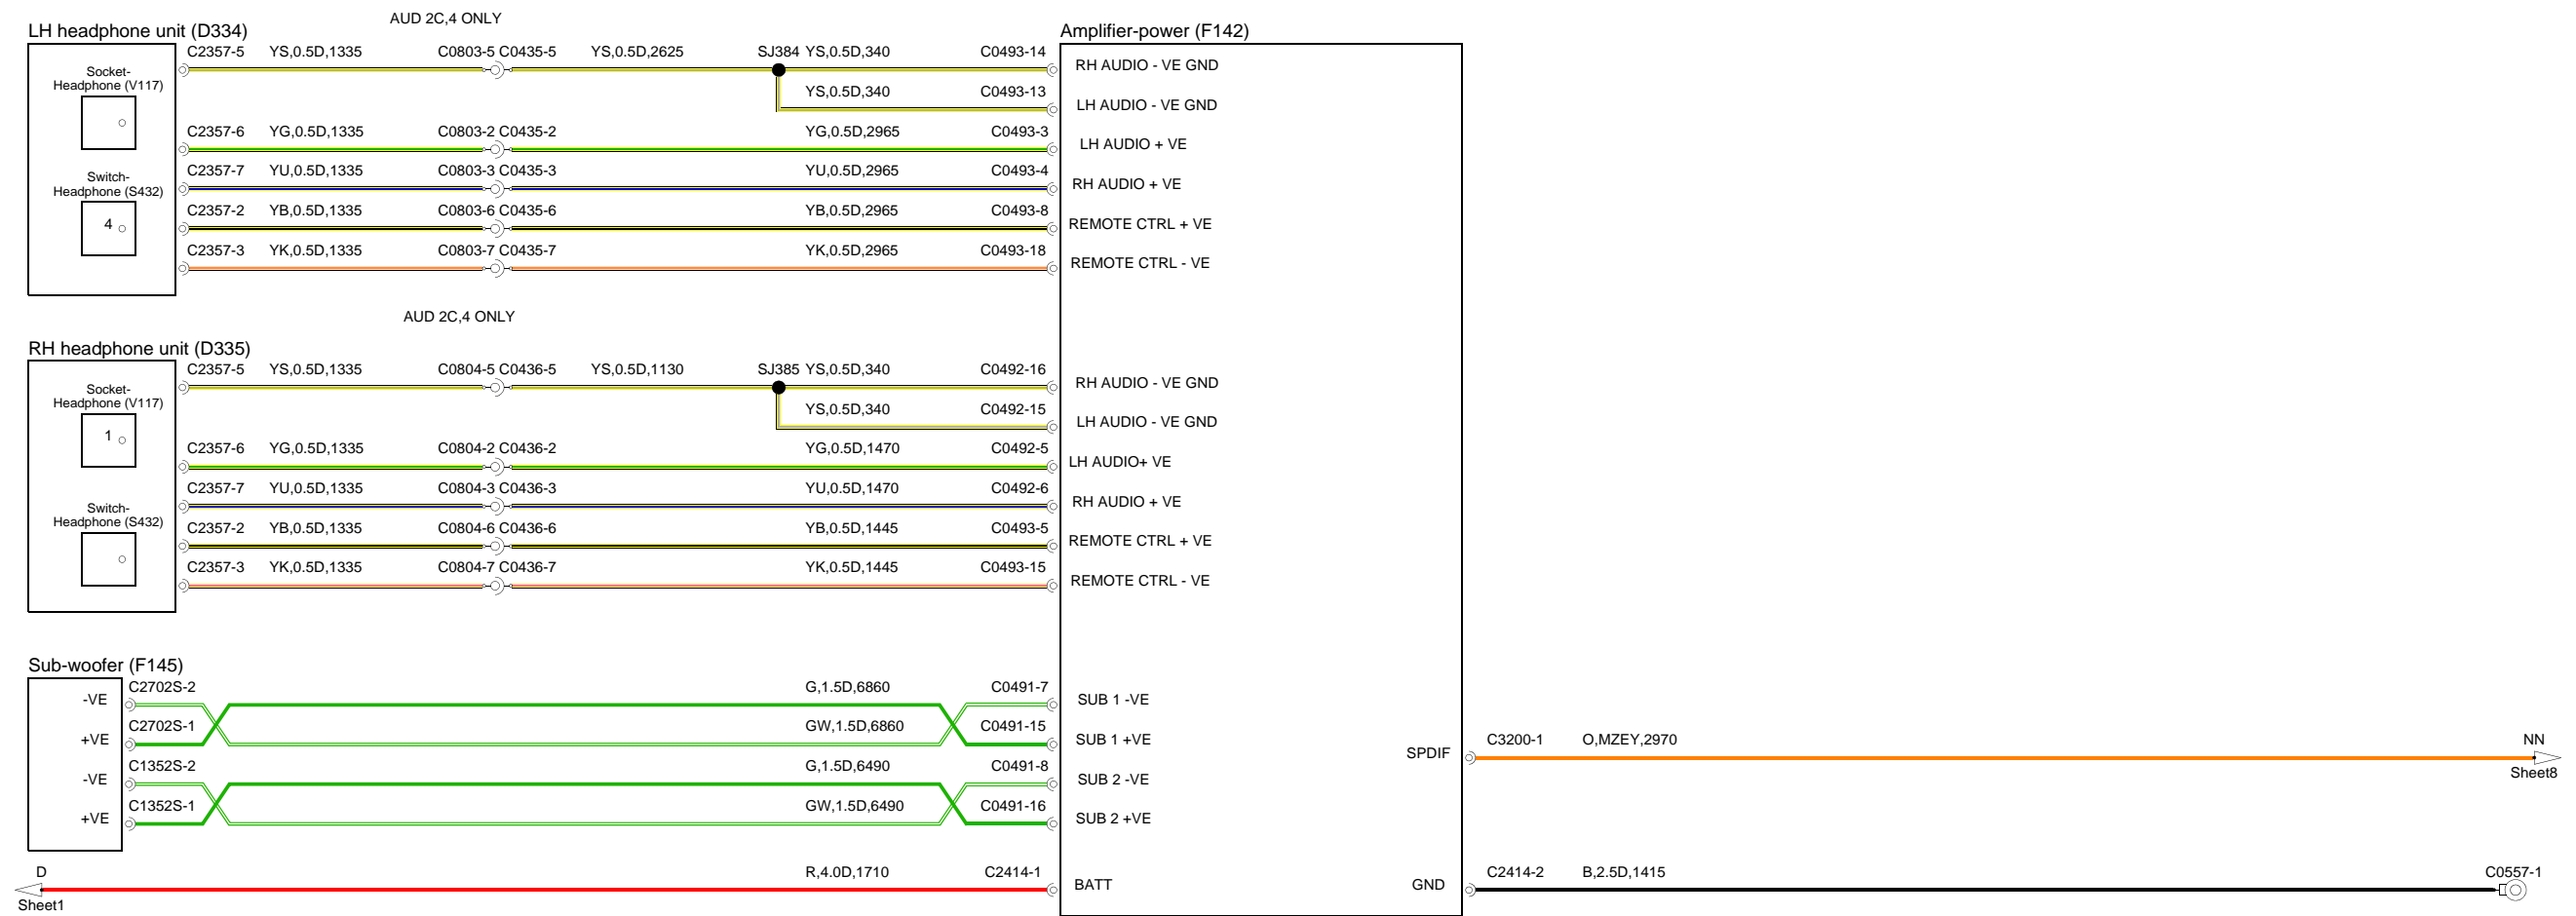 AUD 2C,4 ONLY
LH headphone unit (D334)
Amplifier-power (F142)
C2357-5 YS,0.5D,1335 C0803-5 C0435-5 YS,0.5D,2625 SJ384 YS,0.5D,340 C0493-14
RH AUDIO - VE GND
Socket-
Headphone (V117)
YS,0.5D,340 C0493-13
LH AUDIO - VE GND
C2357-6 YG,0.5D,1335 C0803-2 C0435-2 YG,0.5D,2965 C0493-3
LH AUDIO + VE
C2357-7 YU,0.5D,1335 C0803-3 C0435-3 YU,0.5D,2965 C0493-4
RH AUDIO + VE
Switch-
Headphone (S432)
4
C2357-2 YB,0.5D,1335 C0803-6 C0435-6 YB,0.5D,2965 C0493-8
REMOTE CTRL + VE
C2357-3 YK,0.5D,1335 C0803-7 C0435-7 YK,0.5D,2965 C0493-18
REMOTE CTRL - VE
AUD 2C,4 ONLY
RH headphone unit (D335)
C2357-5 YS,0.5D,1335 C0804-5 C0436-5 YS,0.5D,1130 SJ385 YS,0.5D,340 C0492-16
RH AUDIO - VE GND
Socket-
Headphone (V117)
1
YS,0.5D,340 C0492-15
LH AUDIO - VE GND
C2357-6 YG,0.5D,1335 C0804-2 C0436-2 YG,0.5D,1470 C0492-5
LH AUDIO+ VE
C2357-7 YU,0.5D,1335 C0804-3 C0436-3 YU,0.5D,1470 C0492-6
RH AUDIO + VE
Switch-
Headphone (S432)
C2357-2 YB,0.5D,1335 C0804-6 C0436-6 YB,0.5D,1445 C0493-5
REMOTE CTRL + VE
C2357-3 YK,0.5D,1335 C0804-7 C0436-7 YK,0.5D,1445 C0493-15
REMOTE CTRL - VE
Sub-woofer (F145)
C2702S-2 G,1.5D,6860 C0491-7
-VE SUB 1 -VE
C2702S-1 GW,1.5D,6860 C0491-15
+VE SUB 1 +VE
C3200-1 O,MZEY,2970 NN
SPDIF
Sheet8
C1352S-2 G,1.5D,6490 C0491-8
-VE SUB 2 -VE
C1352S-1 GW,1.5D,6490 C0491-16
+VE SUB 2 +VE
D R,4.0D,1710 C2414-1 C2414-2 B,2.5D,1415 C0557-1
BATT GND
Sheet1